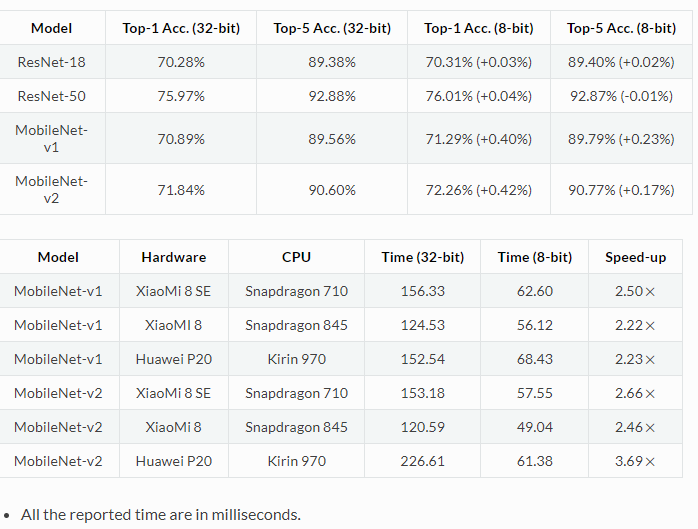 Model Top-1 Acc. (32-bit) Top-5 Acc. (32-bit) Top-1 Acc. (8-bit) Top-5 Acc. (8-bit)
ResNet-18 70.28% 89.38% 70.31% (+0.03%) 89.40% (+0.02%)
ResNet-50 75.97% 92.88% 76.01% (+0.04%) 92.87% (-0.01%)
MobileNet-
v1 70.89% 89.56% 71.29% (+0.40%) 89.79% (+0.23%)
MobileNet-
v2 71.84% 90.60% 72.26% (+0.42%) 90.77% (+0.17%)
Model Hardware CPU Time (32-bit) Time (8-bit) Speed-up
MobileNet-v1 XiaoMi 8 SE Snapdragon 710 156.33 62.60 2.50×
MobileNet-v1 XiaoMI 8 Snapdragon 845 124.53 56.12 2.22×
MobileNet-v1 Huawei P20 Kirin 970 152.54 68.43 2.23×
MobileNet-v2 XiaoMi 8 SE Snapdragon 710 153.18 57.55 2.66×
MobileNet-v2 XiaoMi 8 Snapdragon 845 120.59 49.04 2.46×
MobileNet-v2 Huawei P20 Kirin 970 226.61 61.38 3.69×
• All the reported time are in milliseconds.